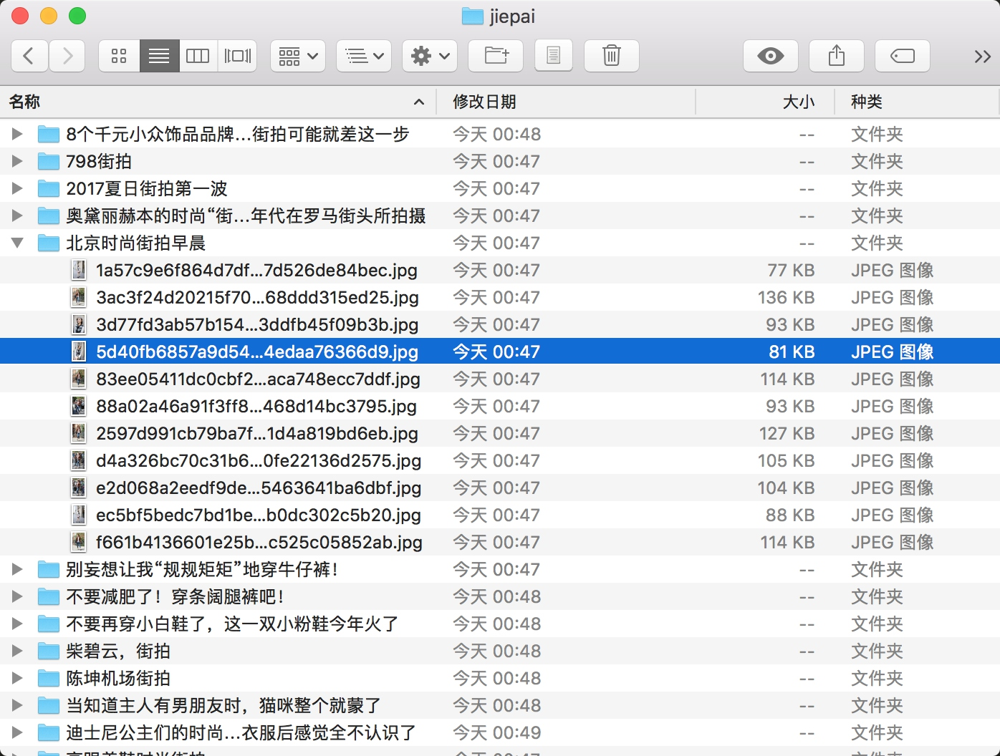 jiepai
名称 修改日期 大小 种类
8个千元小众饰品品牌...街拍可能就差这一步 今天 00:48 -- 文件夹
798街拍 今天 00:47 -- 文件夹
2017夏日街拍第一波 今天 00:47 -- 文件夹
奥黛丽赫本的时尚“街...年代在罗马街头所拍摄 今天 00:47 -- 文件夹
北京时尚街拍早晨 今天 00:47 -- 文件夹
1a57c9e6f864d7df...7d526de84bec.jpg 今天 00:47 77 KB JPEG 图像
3ac3f24d20215f70...68ddd315ed25.jpg 今天 00:47 136 KB JPEG 图像
3d77fd3ab57b154...3ddfb45f09b3b.jpg 今天 00:47 93 KB JPEG 图像
5d40fb6857a9d54...4edaa76366d9.jpg 今天 00:47 81 KB JPEG 图像
83ee05411dc0cbf2...aca748ecc7ddf.jpg 今天 00:47 114 KB JPEG 图像
88a02a46a91f3ff8...468d14bc3795.jpg 今天 00:47 93 KB JPEG 图像
2597d991cb79ba7f...1d4a819bd6eb.jpg 今天 00:47 127 KB JPEG 图像
d4a326bc70c31b6...0fe22136d2575.jpg 今天 00:47 105 KB JPEG 图像
e2d068a2eedf9de...5463641ba6dbf.jpg 今天 00:47 104 KB JPEG 图像
ec5bf5bedc7bd1be...b0dc302c5b20.jpg 今天 00:47 88 KB JPEG 图像
f661b4136601e25b...c525c05852ab.jpg 今天 00:47 114 KB JPEG 图像
别妄想让我“规规矩矩”地穿牛仔裤！ 今天 00:47 -- 文件夹
不要减肥了！穿条阔腿裤吧！ 今天 00:48 -- 文件夹
不要再穿小白鞋了，这一双小粉鞋今年火了 今天 00:48 -- 文件夹
柴碧云，街拍 今天 00:48 -- 文件夹
陈坤机场街拍 今天 00:48 -- 文件夹
当知道主人有男朋友时，猫咪整个就蒙了 今天 00:48 -- 文件夹
迪士尼公主们的时尚...衣服后感觉全不认识了 今天 00:49 -- 文件夹